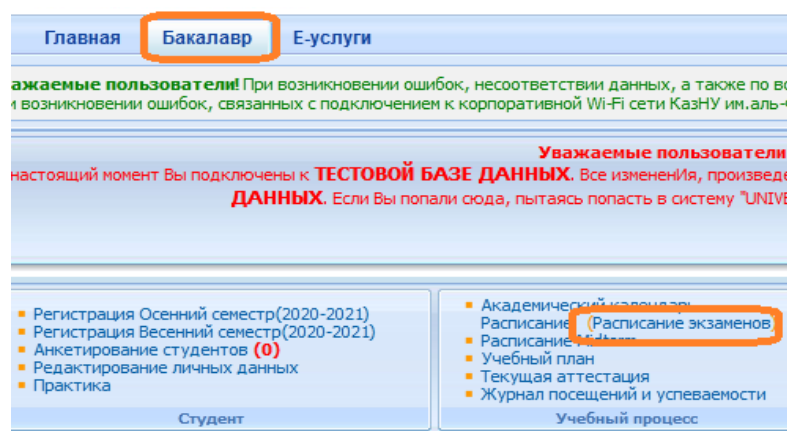 Главная Бакалавр Е-услуги
ажаемые пользователи! При возникновении ошибок, несоответствии данных, а также по во
и возникновении ошибок, связанных с подключением к корпоративной Wi-Fi сети КазНУ им.аль-
Уважаемые пользователи
настоящий момент Вы подключены к ТЕСТОВОЙ БАЗЕ ДАННЫХ. Все измененИя, произведе
ДАННЫХ. Если Вы попали сюда, пытаясь попасть в систему "UNIVE
Регистрация Осенний семестр(2020-2021)
Регистрация Весенний семестр(2020-2021)
Анкетирование студентов (0)
Редактирование личных данных
Практика
Студент
Академический календарь
Расписание (Расписание экзаменов)
Расписание Midterm
Учебный план
Текущая аттестация
Журнал посещений и успеваемости
Учебный процесс